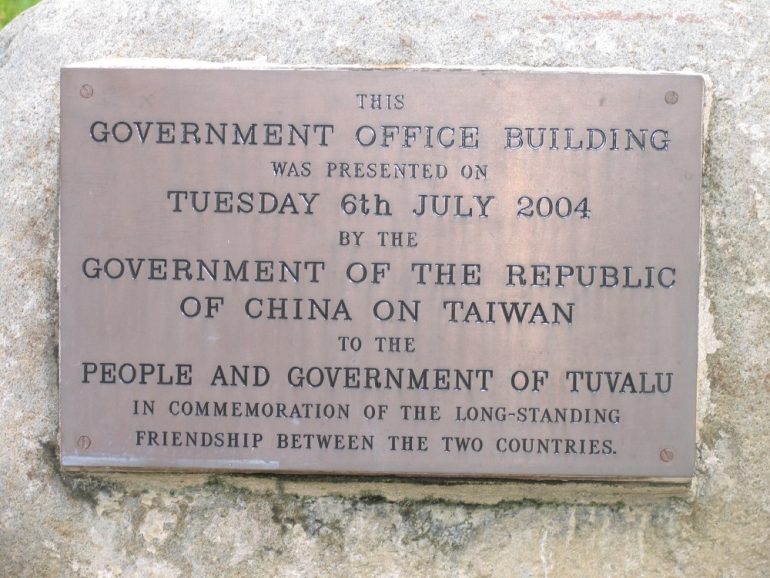 THIS
GOVERNMENT OFFICE BUILDING
WAS PRESENTED ON
TUESDAY 6th JULY 2004
BY THE
GOVERNMENT OF THE REPUBLIC
OF CHINA ON TAIWAN
TO THE
PEOPLE AND GOVERNMENT OF TUVALU
IN COMMEMORATION OF THE LONG-STANDING
FRIENDSHIP BETWEEN THE TWO COUNTRIES.